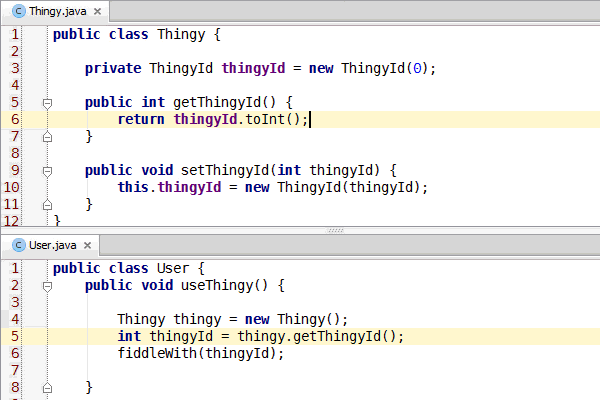 Thingy.java
1 public class Thingy {
2
3 private ThingyId thingyId = new ThingyId(0);
4
5 public int getThingyId() {
6 return thingyId.toInt();
7 }
8
9 public void setThingyId(int thingyId) {
10 this.thingyId = new ThingyId(thingyId);
11 }
12 }
User.java
1 public class User {
2 public void useThingy() {
3
4 Thingy thingy = new Thingy();
5 int thingyId = thingy.getThingyId();
6 fiddleWith(thingyId);
7
8 }